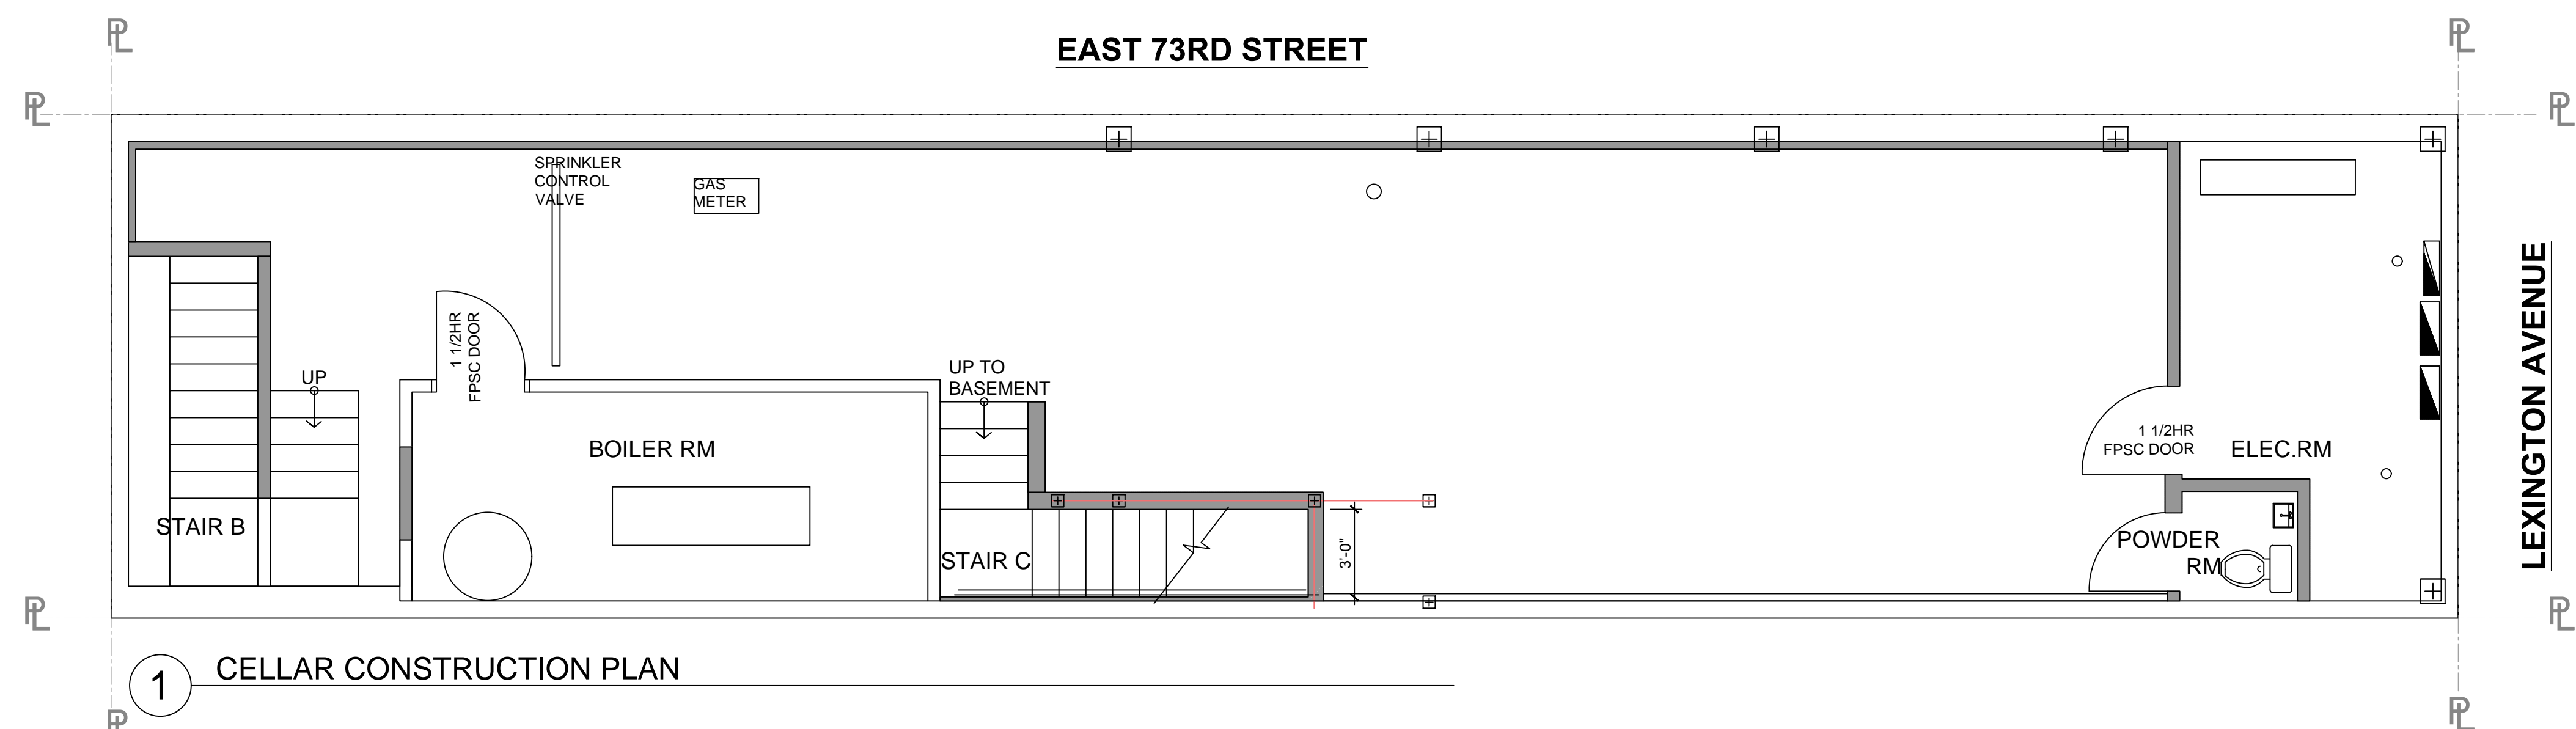 EAST 73RD STREET
PL
PL
PL
PL
SPRINKLER
CONTROL
VALVE
GAS
METER
1 1/2HR
FPSC DOOR
UP
UP TO
BASEMENT
BOILER RM
STAIR B
STAIR C
3'-0"
1 1/2HR
FPSC DOOR
ELEC.RM
POWDER
RM
LEXINGTON AVENUE
PL
PL
1
CELLAR CONSTRUCTION PLAN
PL
PL